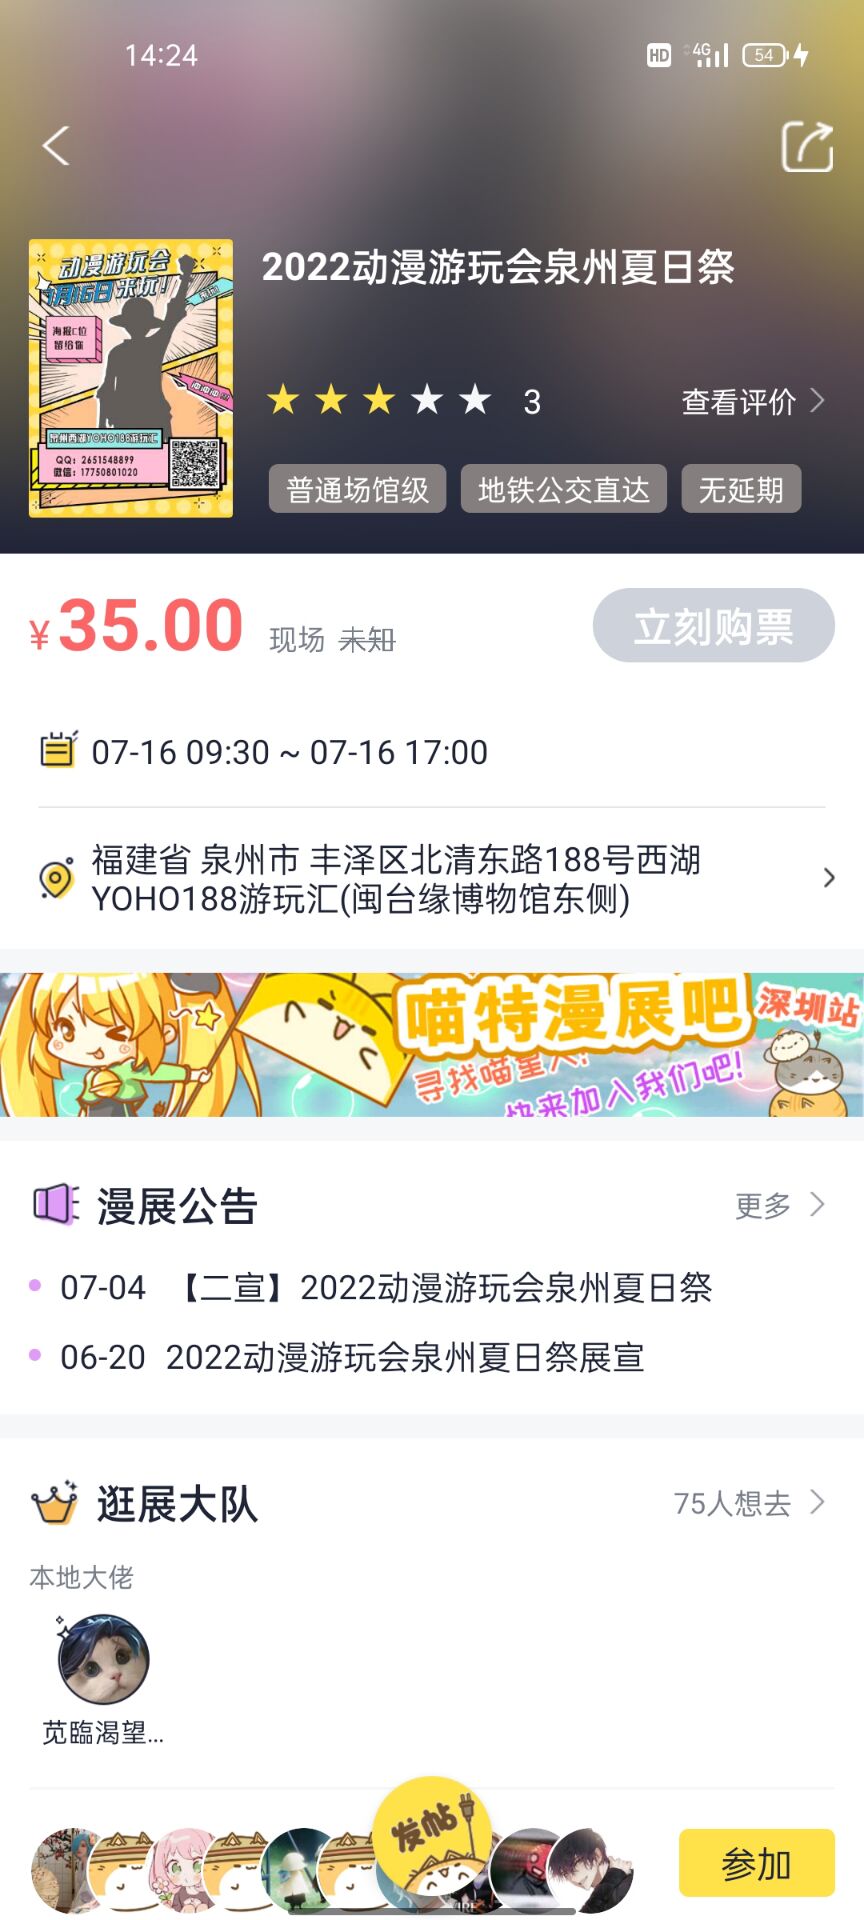 14:24
HD 4G 54
动漫游玩会
7月16日来玩!
海报C位
留给你
泉州西湖YOHO188游玩汇
QQ: 2651548899
微信: 17750801020
2022动漫游玩会泉州夏日祭
3
查看评价
普通场馆级 地铁公交直达 无延期
¥35.00 现场 未知
立刻购票
07-16 09:30 ~ 07-16 17:00
福建省 泉州市 丰泽区北清东路188号西湖
YOHO188游玩汇(闽台缘博物馆东侧)
喵特漫展吧 深圳站
寻找喵星人!
快来加入我们吧!
漫展公告
更多
07-04 【二宣】2022动漫游玩会泉州夏日祭
06-20 2022动漫游玩会泉州夏日祭展宣
逛展大队
75人想去
本地大佬
苋臨渴望...
发帖
参加